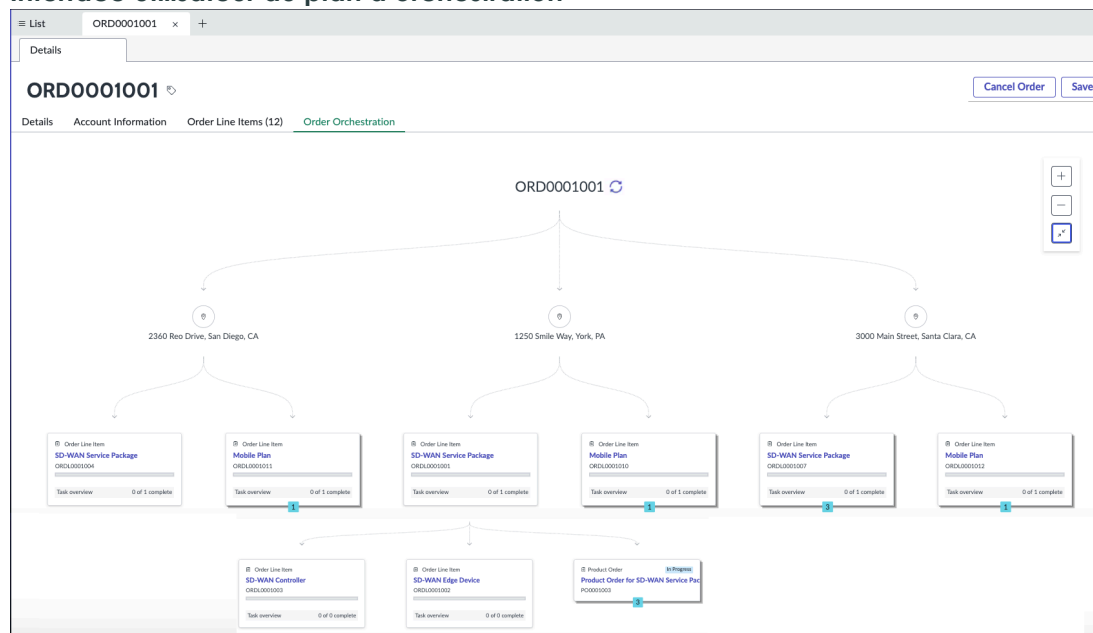 ≡ List ORD0001001 × +
Details
ORD0001001
Cancel Order Save
Details Account Information Order Line Items (12) Order Orchestration
ORD0001001
2360 Reo Drive, San Diego, CA
1250 Smile Way, York, PA
3000 Main Street, Santa Clara, CA
Order Line Item
SD-WAN Service Package
ORDL0001004
Task overview 0 of 1 complete
Order Line Item
Mobile Plan
ORDL0001011
Task overview 0 of 1 complete
1
Order Line Item
SD-WAN Service Package
ORDL0001001
Task overview 0 of 1 complete
Order Line Item
Mobile Plan
ORDL0001010
Task overview 0 of 1 complete
1
Order Line Item
SD-WAN Service Package
ORDL0001007
Task overview 0 of 1 complete
3
Order Line Item
Mobile Plan
ORDL0001012
Task overview 0 of 1 complete
1
Order Line Item
SD-WAN Controller
ORDL0001003
Task overview 0 of 0 complete
Order Line Item
SD-WAN Edge Device
ORDL0001002
Task overview 0 of 0 complete
Product Order In Progress
Product Order for SD-WAN Service Pac
PO0001003
3